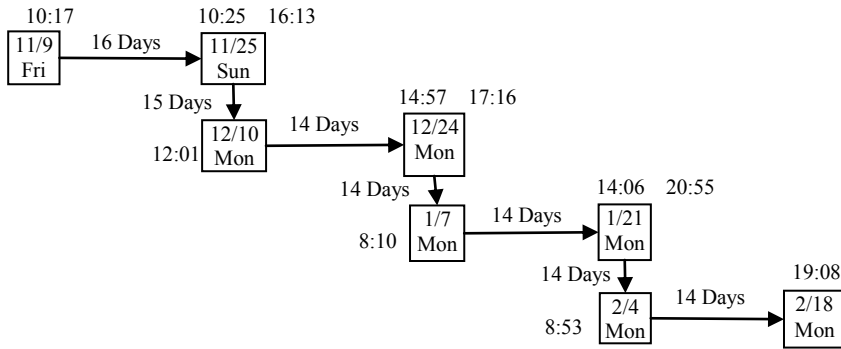 10:17
10:25 16:13
11/9
Fri
16 Days
11/25
Sun
15 Days
14:57 17:16
12:01
12/10
Mon
14 Days
12/24
Mon
14 Days
14:06 20:55
8:10
1/7
Mon
14 Days
1/21
Mon
14 Days
19:08
8:53
2/4
Mon
14 Days
2/18
Mon